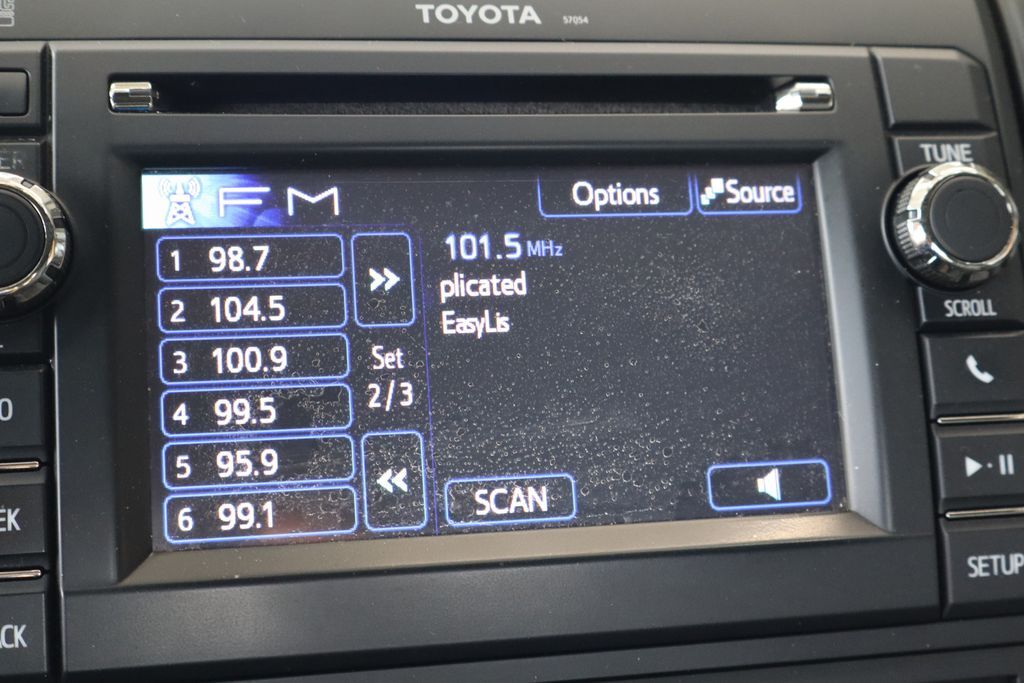 TOYOTA 57054
TUNE
FM
Options
Source
1 98.7
2 104.5
3 100.9
4 99.5
5 95.9
6 99.1
Set
2/3
101.5 MHz
plicated
EasyLis
SCAN
SCROLL
SETUP